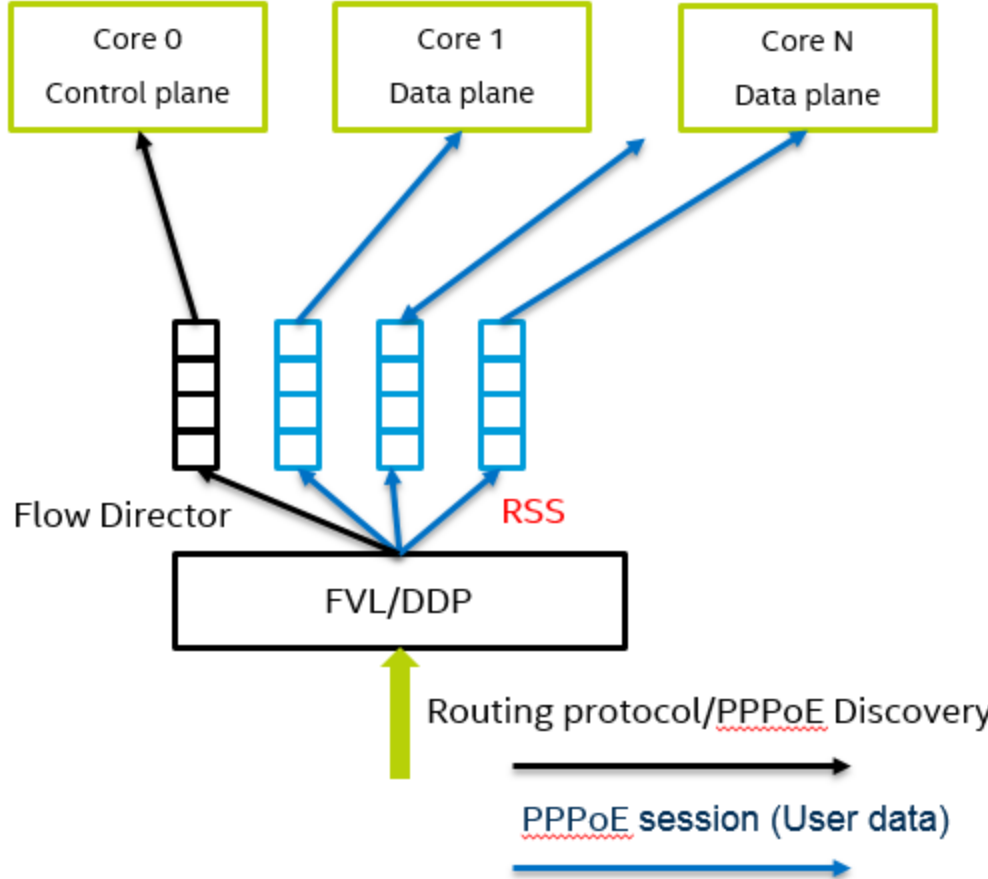 Core 0
Control plane
Core 1
Data plane
Core N
Data plane
Flow Director
RSS
FVL/DDP
Routing protocol/PPPoE Discovery
PPPoE session (User data)